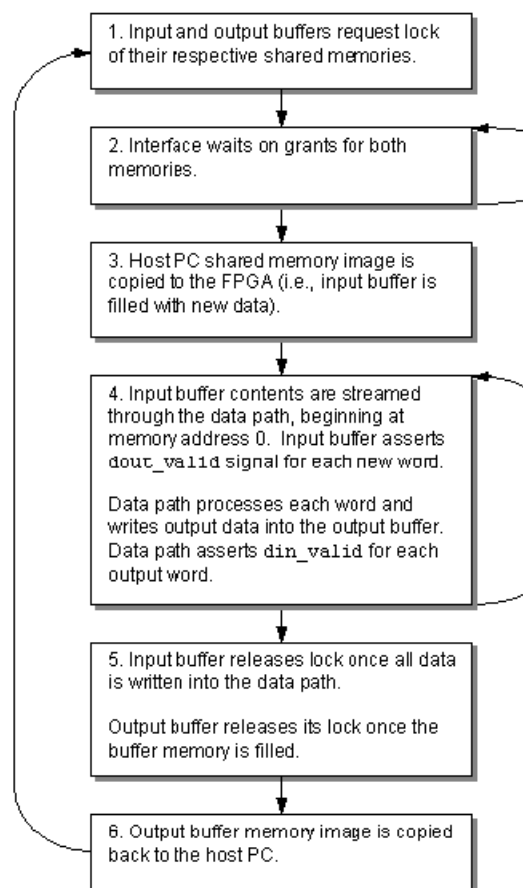 1. Input and output buffers request lock
of their respective shared memories.
2. Interface waits on grants for both
memories.
3. Host PC shared memory image is
copied to the FPGA (i.e., input buffer is
filled with new data).
4. Input buffer contents are streamed
through the data path, beginning at
memory address 0. Input buffer asserts
dout_valid signal for each new word.
Data path processes each word and
writes output data into the output buffer.
Data path asserts din_valid for each
output word.
5. Input buffer releases lock once all data
is written into the data path.
Output buffer releases its lock once the
buffer memory is filled.
6. Output buffer memory image is copied
back to the host PC.